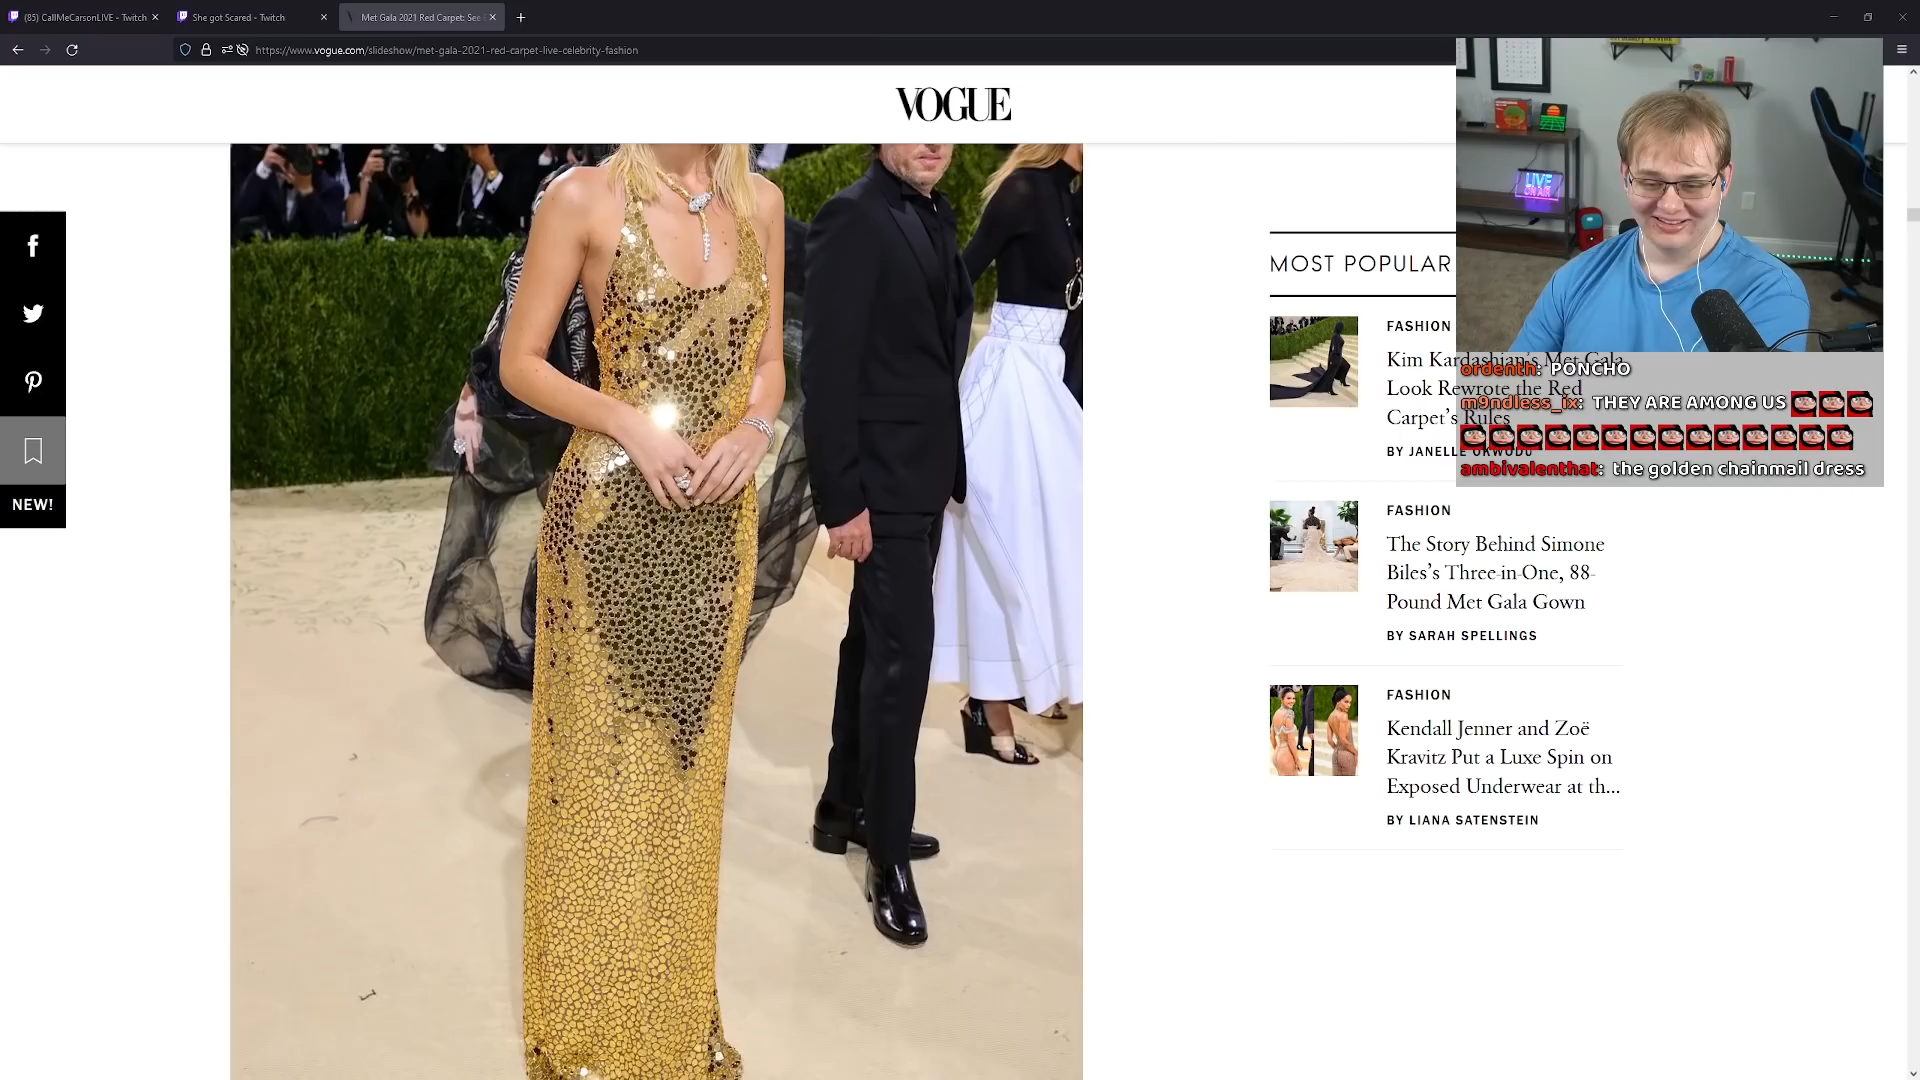 (85) CallMeCarsonLIVE - Twitch
She got Scared - Twitch
Met Gala 2021 Red Carpet: See
https://www.vogue.com/slideshow/met-gala-2021-red-carpet-live-celebrity-fashion
VOGUE
NEW!
MOST POPULAR
FASHION
Kim Kardashian's Met Gala
Look Rewrote the Red
Carpet's Rules
BY JANELLE OKWODU
FASHION
The Story Behind Simone
Biles's Three-in-One, 88-
Pound Met Gala Gown
BY SARAH SPELLINGS
FASHION
Kendall Jenner and Zoë
Kravitz Put a Luxe Spin on
Exposed Underwear at th...
BY LIANA SATENSTEIN
LIVE
ON AIR
ordenth: PONCHO
m9ndless_ix: THEY ARE AMONG US
ambivalenthat: the golden chainmail dress